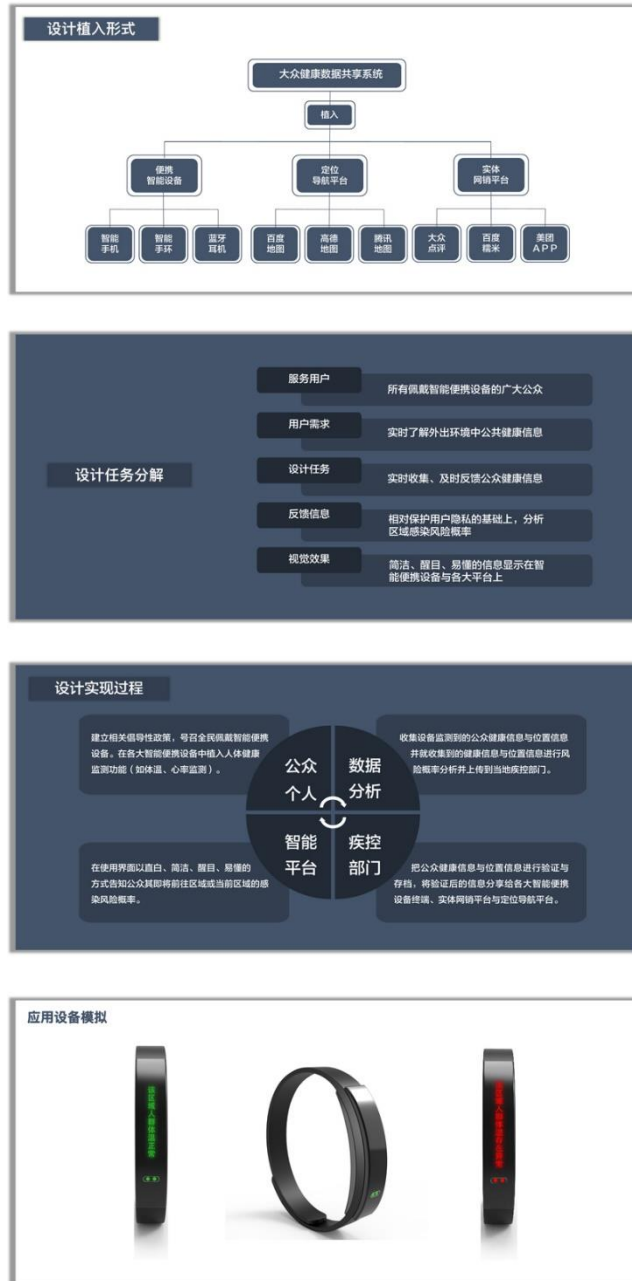 设计植入形式
大众健康数据共享系统
植入
便携
智能设备
定位
导航平台
实体
网销平台
智能
手机
智能
手环
蓝牙
耳机
百度
地图
高德
地图
腾讯
地图
大众
点评
百度
糯米
美团
APP
设计任务分解
服务用户
所有佩戴智能便携设备的广大公众
用户需求
实时了解外出环境中公共健康信息
设计任务
实时收集、及时反馈公众健康信息
反馈信息
相对保护用户隐私的基础上，分析
区域感染风险概率
视觉效果
简洁、醒目、易懂的信息显示在智
能便携设备与各大平台上
设计实现过程
建立相关倡导性政策，号召全民佩戴智能便携
设备。在各大智能便携设备中植入人体健康
监测功能（如体温、心率监测）。
公众
个人
数据
分析
收集设备监测到的公众健康信息与位置信息
并就收集到的健康信息与位置信息进行风
险概率分析并上传到当地疾控部门。
在使用界面以直白、简洁、醒目、易懂的
方式告知公众其即将前往区域或当前区域的感
染风险概率。
智能
平台
疾控
部门
把公众健康信息与位置信息进行验证与
存档，将验证后的信息分享给各大智能便携
设备终端、实体网销平台与定位导航平台。
应用设备模拟
该区域人群体温正常